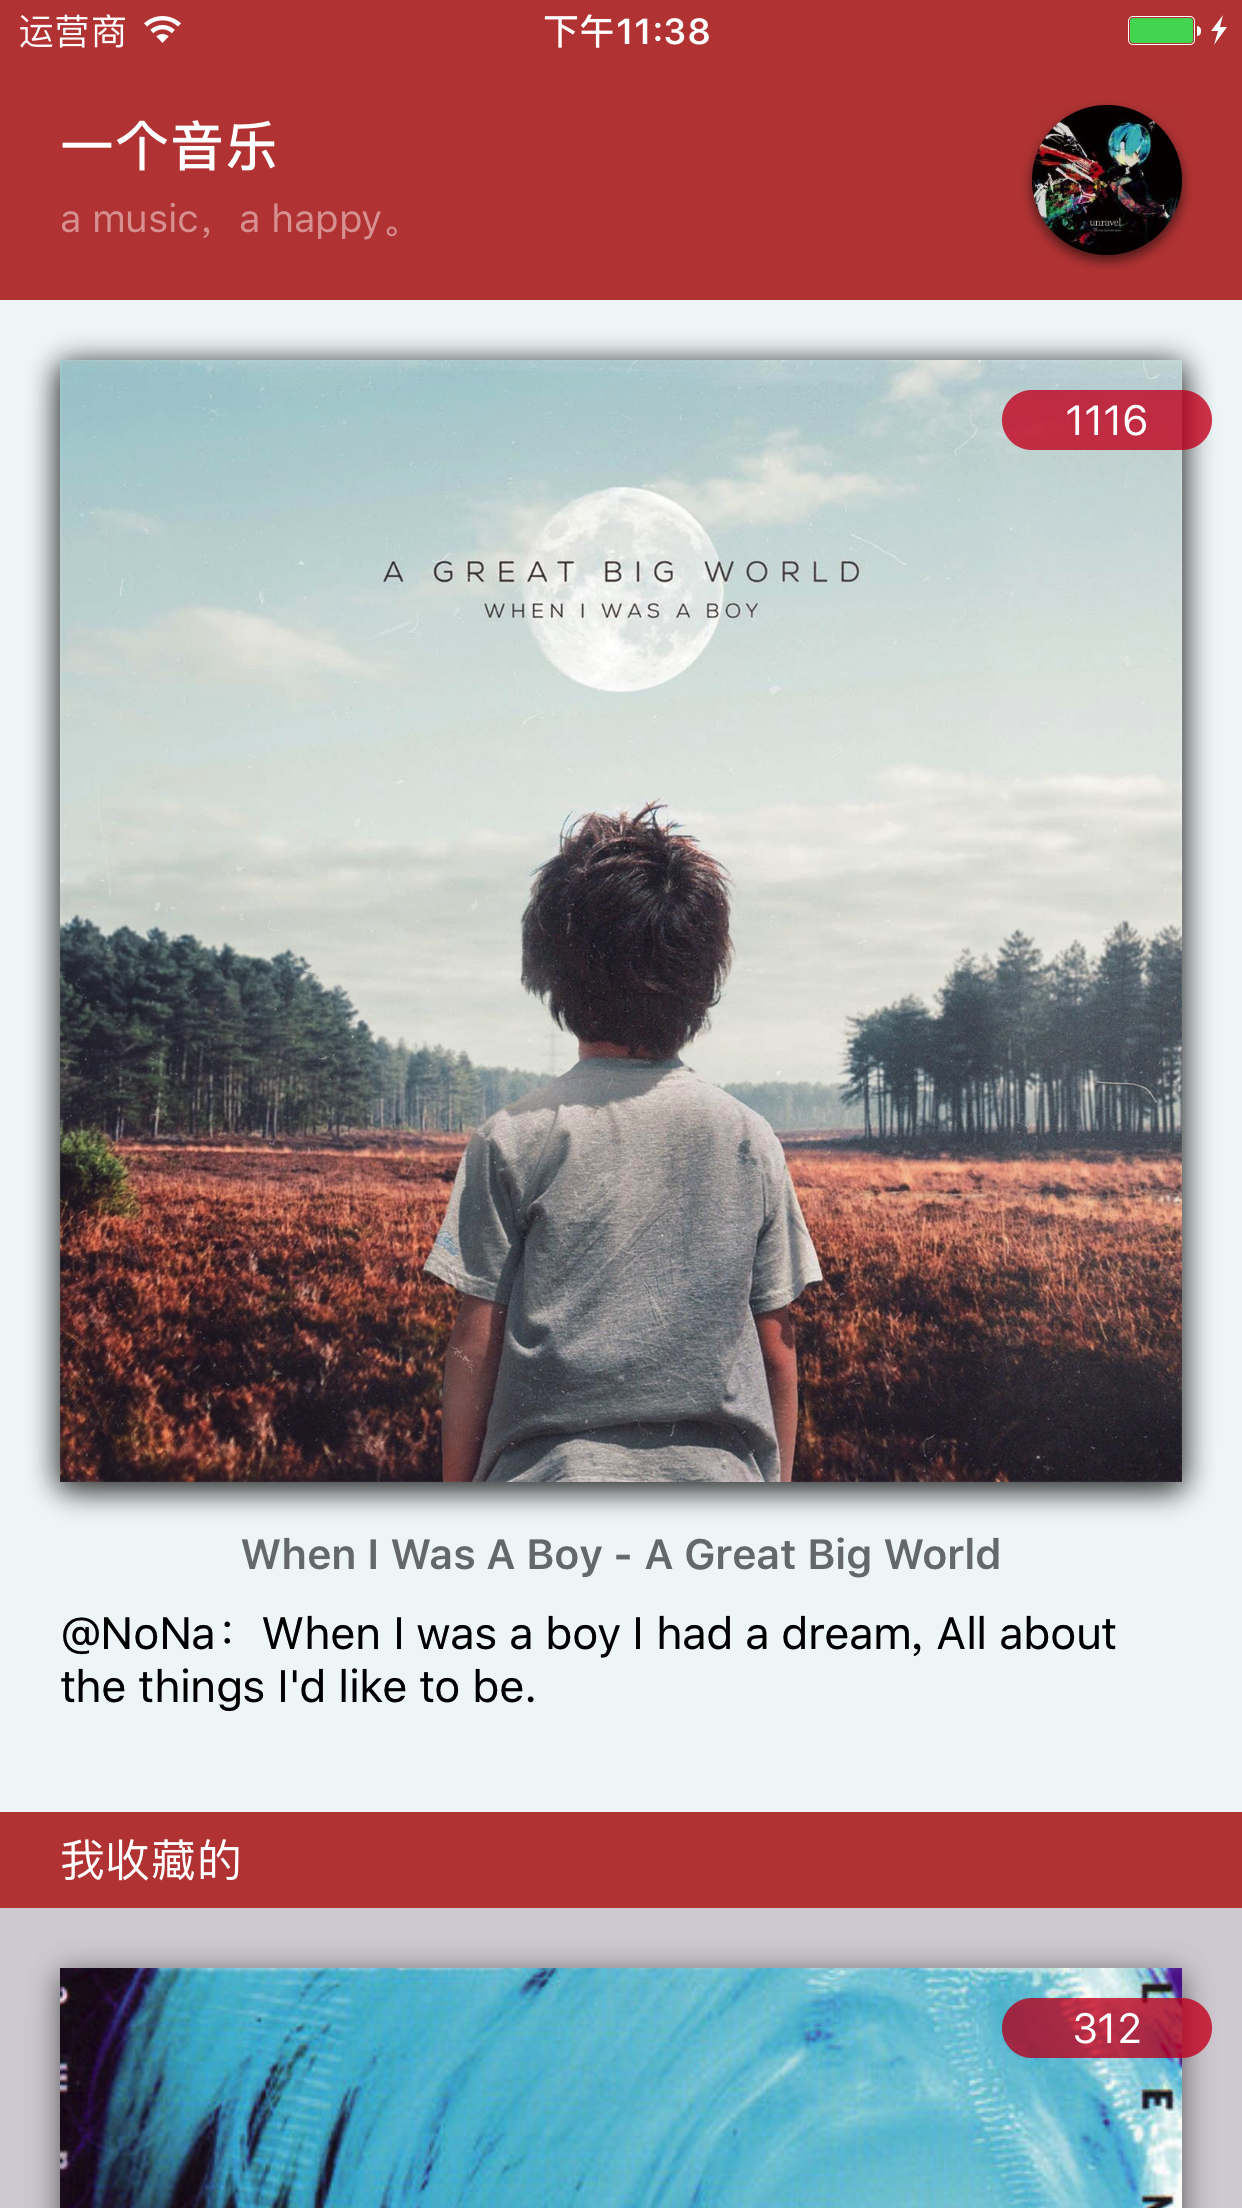 运营商
下午11:38
一个音乐
a music，a happy。
unravel
1116
A GREAT BIG WORLD
WHEN I WAS A BOY
When I Was A Boy - A Great Big World
@NoNa：When I was a boy I had a dream, All about
the things I'd like to be.
我收藏的
312
L
E
N